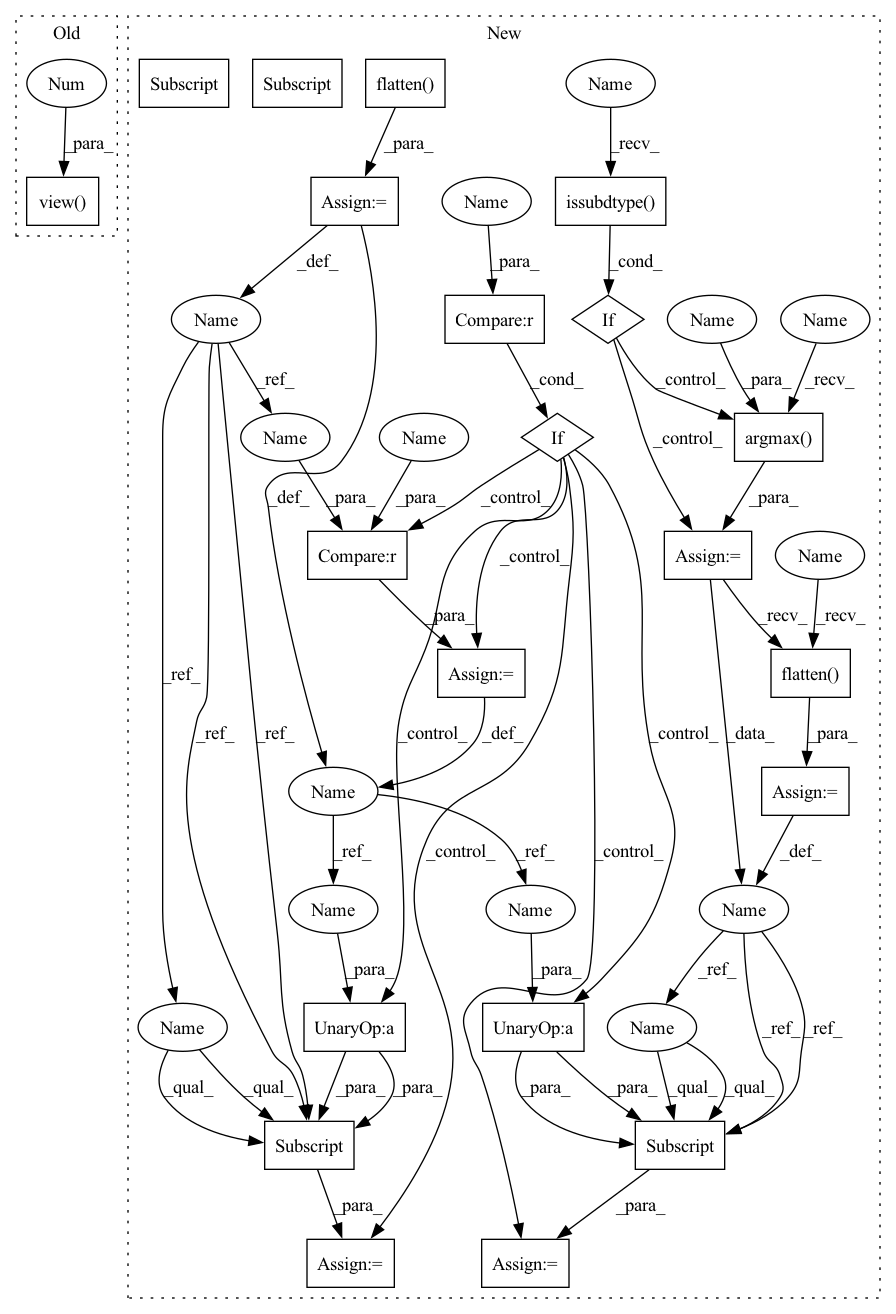 Old
New
Num
Subscript
Subscript
flatten()
Name
_para_
_para_
_recv_
view()
Assign:=
Name
issubdtype()
_def_
_para_
_cond_
Name
Compare:r
If
Name
Name
_ref_
_cond_
_control_
_para_
_recv_
Name
Name
If
argmax()
_control_
_def_
_para_
_para_
_control_
_para_
Compare:r
Assign:=
Name
_control_
_para_
_recv_
_recv_
Assign:=
flatten()
_ref_
_ref_
_ref_
_control_
_def_
_control_
_data_
_para_
Name
Assign:=
_ref_
_control_
_ref_
_control_
_def_
Name
Name
Name
_para_
_para_
_ref_
Name
UnaryOp:a
UnaryOp:a
Name
_ref_
_ref_
_qual_
_qual_
_para_
_para_
_para_
_para_
_qual_
_qual_
Subscript
Subscript
_para_
_para_
Assign:=
Assign:=